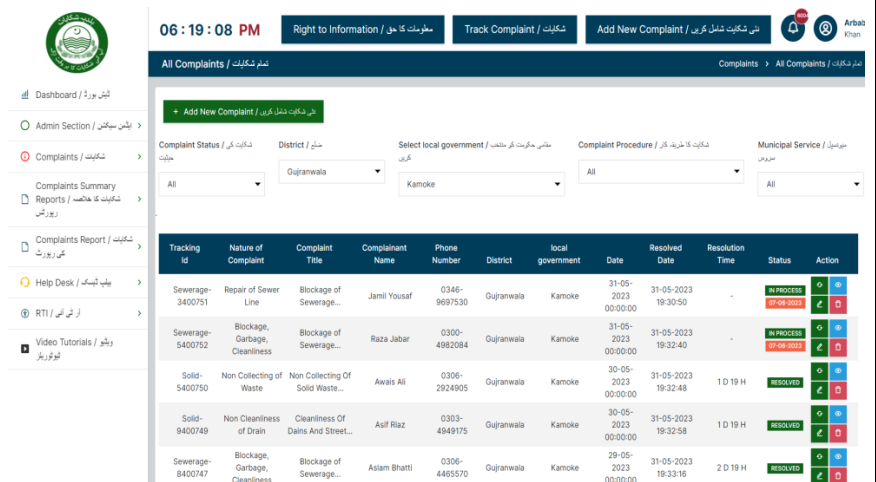 بلدیہ شکایات
06 : 19 : 08 PM
Right to Information / معلومات کا حق
Track Complaint / شکایات
Add New Complaint / نئی شکایت شامل کریں
Arbab
Khan
All Complaints / تمام شکایات
Complaints > All Complaints / تمام شکایات
Dashboard / ڈیش بورڈ
Admin Section / ایڈمن سیکشن
Complaints / شکایات
Complaints Summary
Reports / شکایات کا خلاصہ
رپورٹس
Complaints Report / شکایات
کی رپورٹ
Help Desk / ہیلپ ڈیسک
RTI / آر ٹی آئی
Video Tutorials / ویڈیو
ٹیوٹوریلز
+ Add New Complaint / نئی شکایت شامل کریں
Complaint Status / شکایت کی
حیثیت
All
District / ضلع
Gujranwala
Select local government / مقامی حکومت کو منتخب
کریں
Kamoke
Complaint Procedure / شکایت کا طریقہ کار
All
Municipal Service / میونسپل
سروس
All
Tracking Id Nature of Complaint Complaint Title Complainant Name Phone Number District local government Date Resolved Date Resolution Time Status Action
Sewerage-3400751 Repair of Sewer Line Blockage of Sewerage... Jamil Yousaf 0346-9697530 Gujranwala Kamoke 31-05-2023 00:00:00 31-05-2023 19:30:50 - IN PROCESS 07-06-2023
Sewerage-5400752 Blockage, Garbage, Cleanliness Blockage of Sewerage... Raza Jabar 0300-4982084 Gujranwala Kamoke 31-05-2023 00:00:00 31-05-2023 19:32:40 - IN PROCESS 07-06-2023
Solid-5400750 Non Collecting of Waste Non Collecting Of Solid Waste... Awais Ali 0306-2924905 Gujranwala Kamoke 30-05-2023 00:00:00 31-05-2023 19:32:48 1 D 19 H RESOLVED
Solid-9400749 Non Cleanliness of Drain Cleanliness Of Dains And Street... Asif Riaz 0303-4949175 Gujranwala Kamoke 30-05-2023 00:00:00 31-05-2023 19:32:58 1 D 19 H RESOLVED
Sewerage-8400747 Blockage, Garbage, Cleanliness Blockage of Sewerage... Aslam Bhatti 0306-4465570 Gujranwala Kamoke 29-05-2023 00:00:00 31-05-2023 19:33:16 2 D 19 H RESOLVED